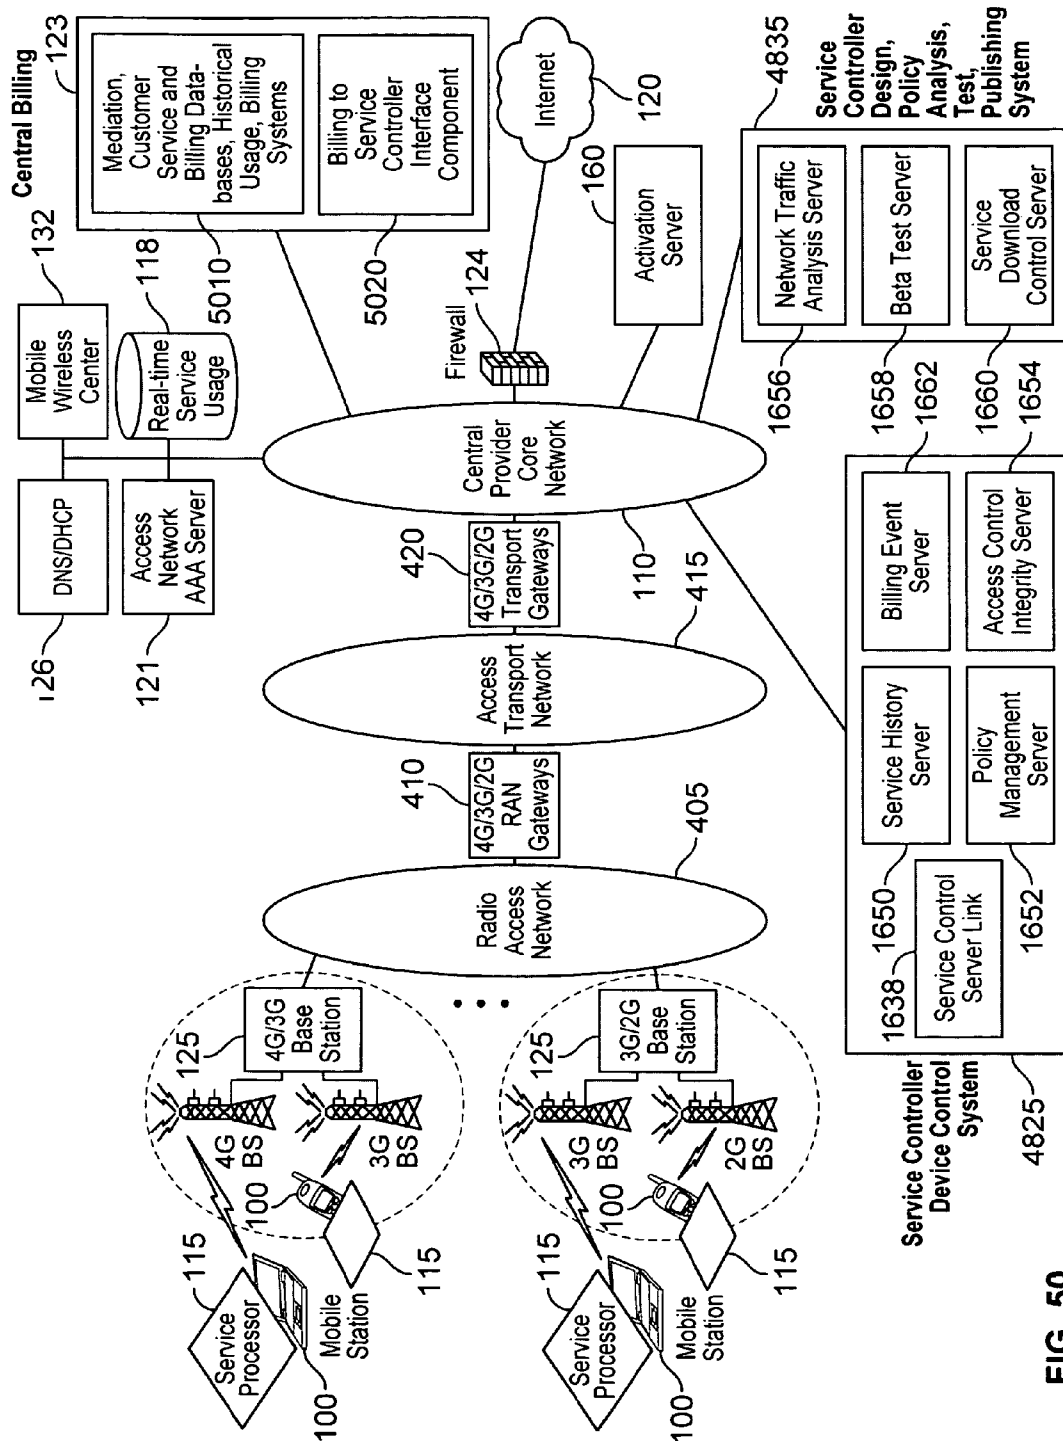 Central Billing
123
Mediation,
Customer
Service and
Billing Data-
bases, Historical
Usage, Billing
Systems
5010
Billing to
Service
Controller
Interface
Component
5020
132
Mobile
Wireless
Center
118
Real-time
Service
Usage
DNS/DHCP
126
Access
Network
AAA Server
121
Internet
120
Firewall
124
160
Activation
Server
Central
Provider
Core
Network
110
420
4G/3G/2G
Transport
Gateways
Access
Transport
Network
415
410
4G/3G/2G
RAN
Gateways
Radio
Access
Network
405
125
4G/3G
Base
Station
4G
BS
3G
BS
100
115
Service
Processor
115
Mobile
Station
100
125
3G/2G
Base
Station
3G
BS
2G
BS
100
115
Service
Processor
115
Mobile
Station
100
4835
Service
Controller
Design,
Policy
Analysis,
Test,
Publishing
System
Network Traffic
Analysis Server
1656
Beta Test Server
1658
Service
Download
Control Server
1660
Service Controller
Device Control
System
4825
Billing Event
Server
1662
Access Control
Integrity Server
1654
Service History
Server
1650
Policy
Management
Server
1652
1638
Service Control
Server Link
FIG. 50